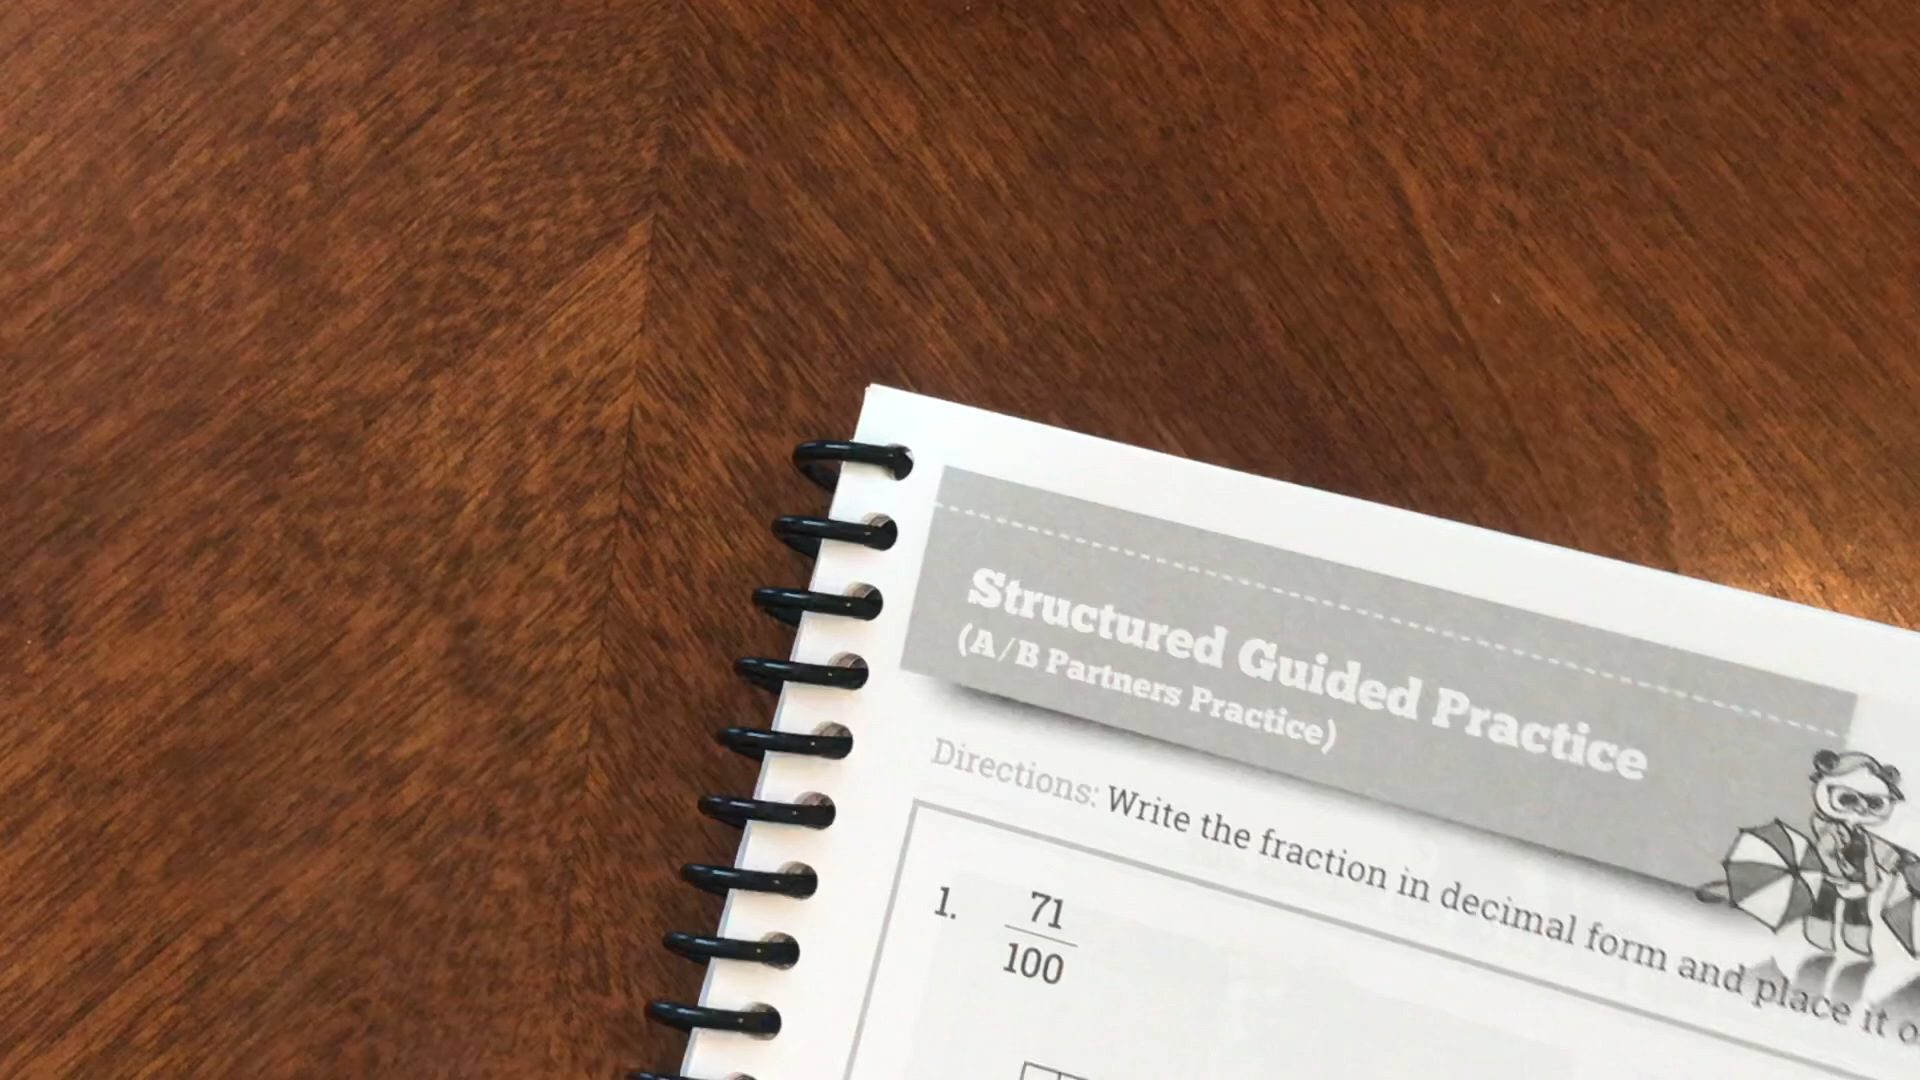 Structured Guided Practice
(A/B Partners Practice)
Directions: Write the fraction in decimal form and place it
1. 71
100